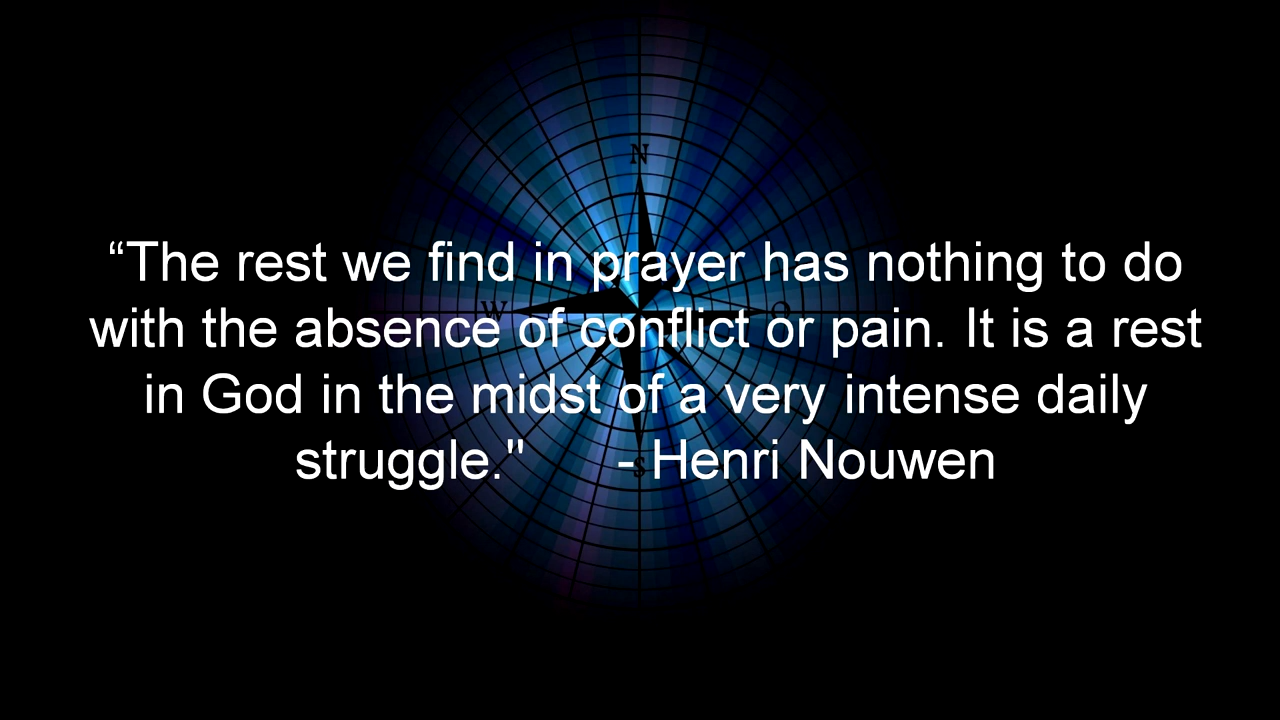 N
“The rest we find in prayer has nothing to do
W O
with the absence of conflict or pain. It is a rest
in God in the midst of a very intense daily
struggle." - Henri Nouwen
S